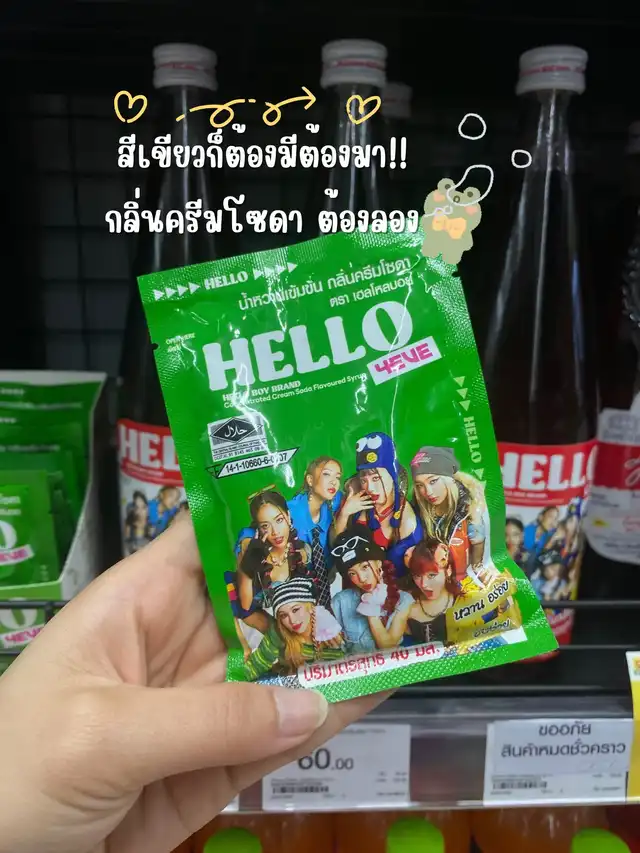 สีเขียวก็ต้องมีต้องมา!!
กลิ่นครีมโซดา ต้องลอง
HELLO
น้ำหวานเข้มข้น กลิ่นครีมโซดา
ตรา เฮลโหลบอย
OPEN HERE
HELLO
4EVE
BOY BRAND
Concentrated Cream Soda Flavoured Syrup
HELLO
หวาน อร่อย
ปริมาตรสุทธิ 40 มล.
HELLO
HELLO
4EVE
60.00
ขออภัย
สินค้าหมดชั่วคราว